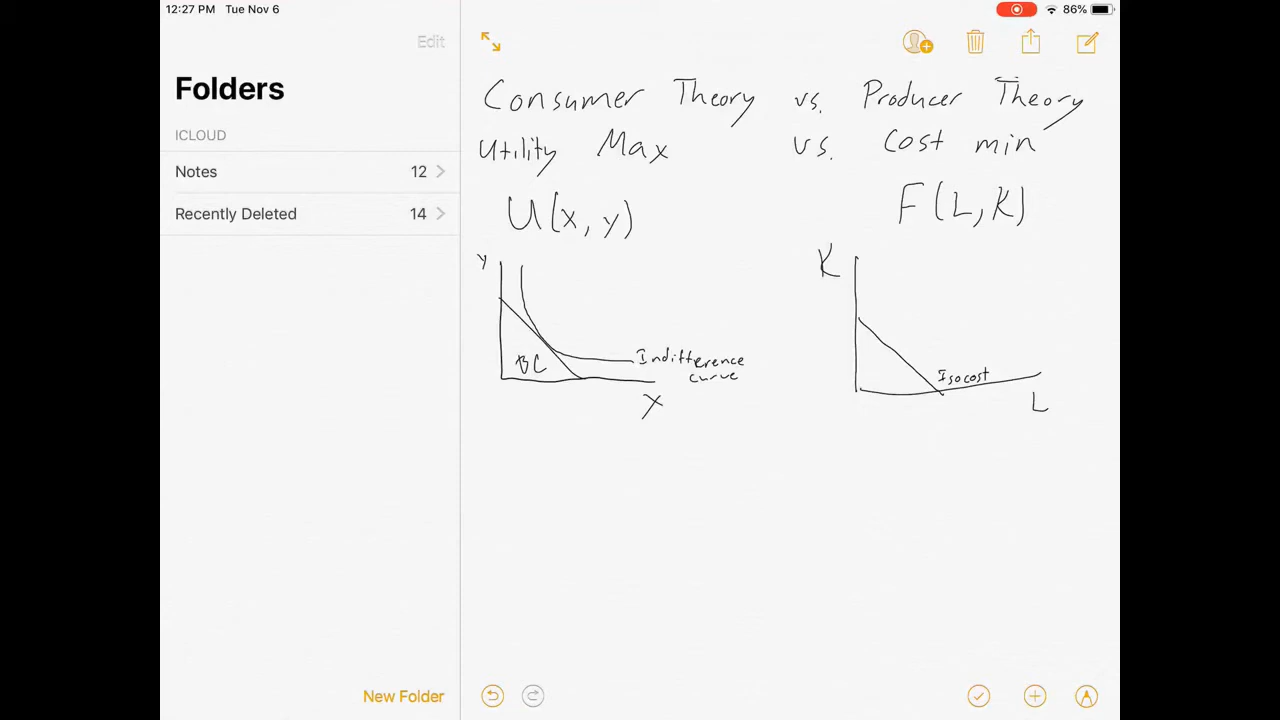 12:27 PM Tue Nov 6 86%
Edit
Folders
ICLOUD
Notes 12
Recently Deleted 14
New Folder
Consumer Theory vs. Producer Theory
Utility Max vs. Cost min
U(x, y) F(L, K)
Y
BC
Indifference
curve
X
K
Isocost
L